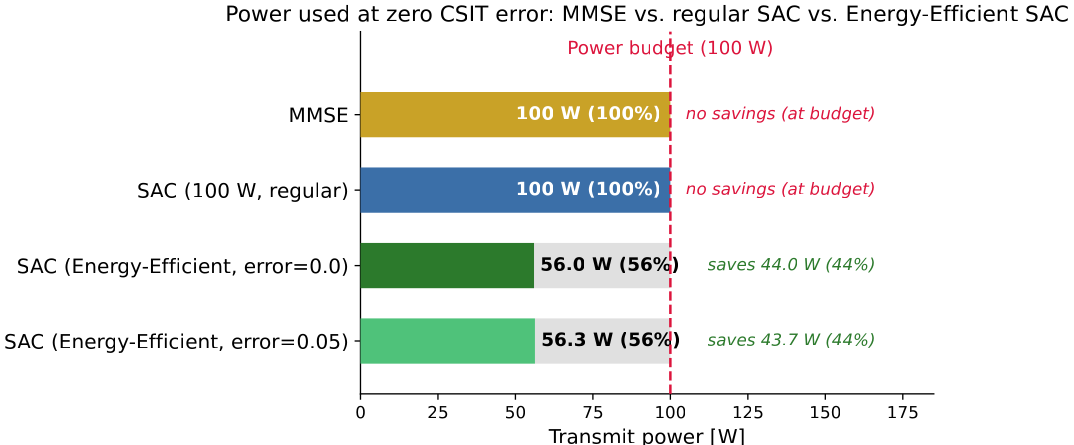 Power used at zero CSIT error: MMSE vs. regular SAC vs. Energy-Efficient SAC
Power budget (100 W)
MMSE 100 W (100%) no savings (at budget)
SAC (100 W, regular) 100 W (100%) no savings (at budget)
SAC (Energy-Efficient, error=0.0) 56.0 W (56%) saves 44.0 W (44%)
SAC (Energy-Efficient, error=0.05) 56.3 W (56%) saves 43.7 W (44%)
0 25 50 75 100 125 150 175
Transmit power [W]